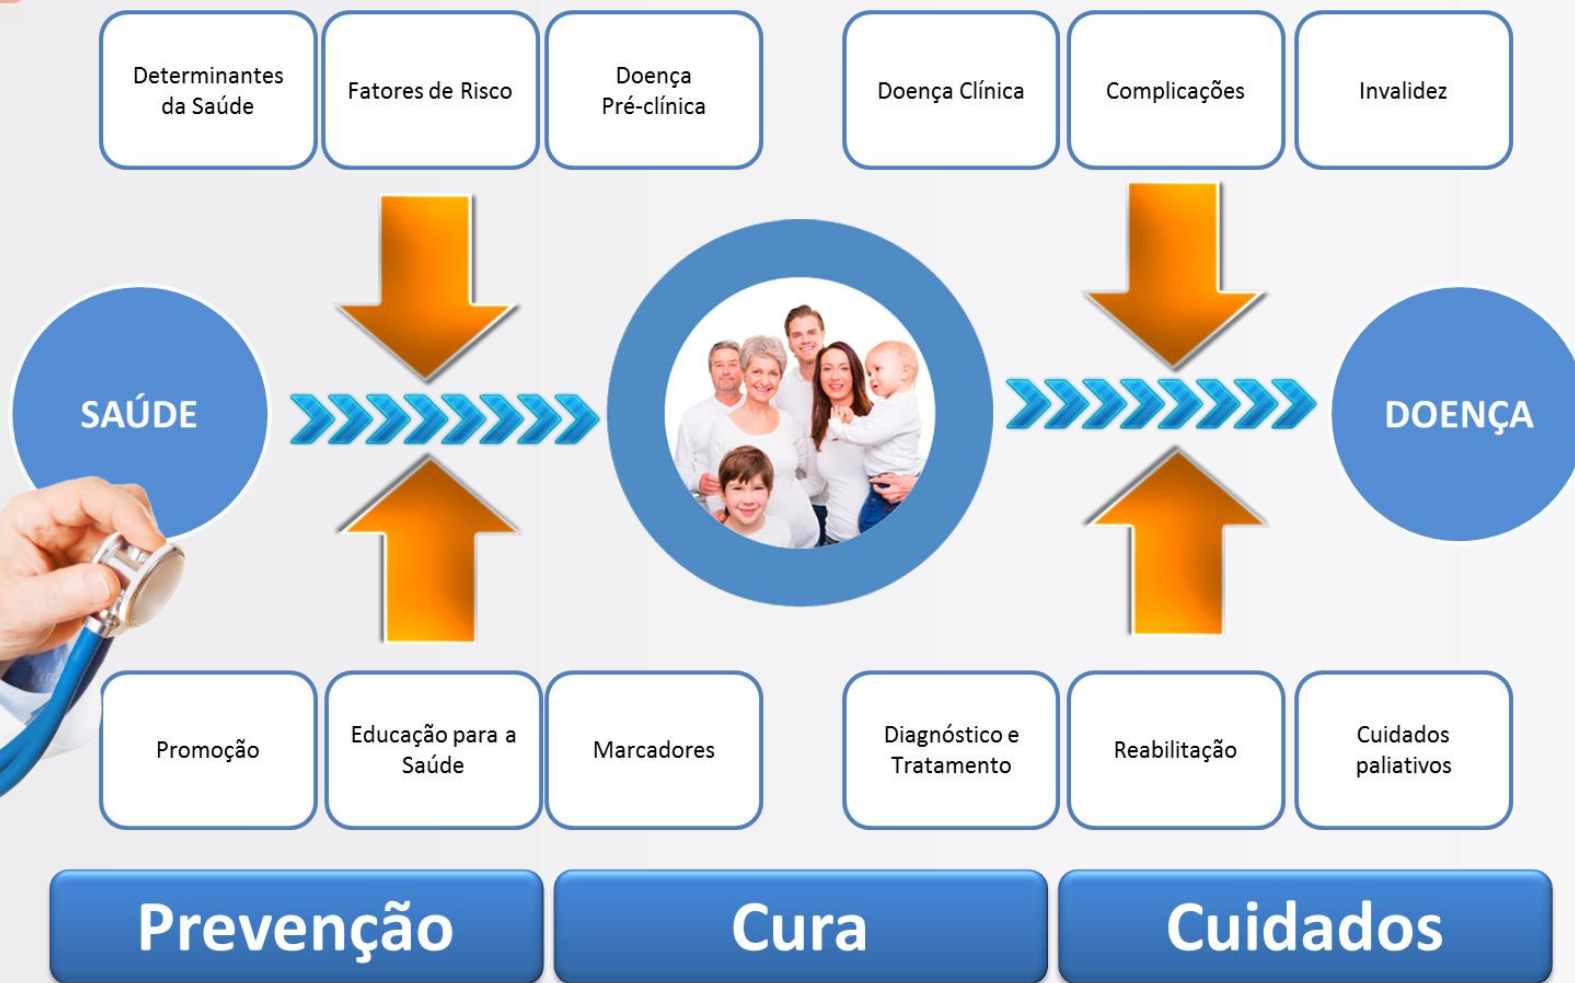 Determinantes
da Saúde
Fatores de Risco
Doença
Pré-clínica
Doença Clínica
Complicações
Invalidez
SAÚDE
DOENÇA
Promoção
Educação para a
Saúde
Marcadores
Diagnóstico e
Tratamento
Reabilitação
Cuidados
paliativos
Prevenção
Cura
Cuidados